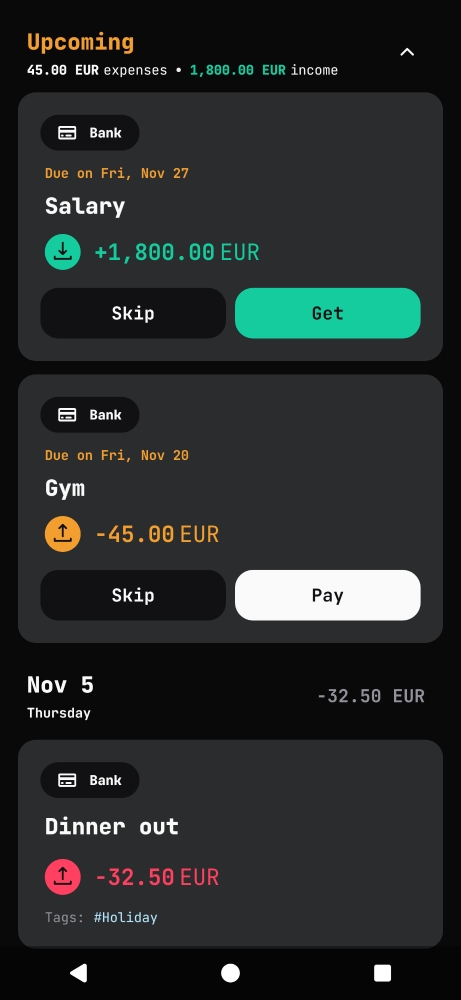 Upcoming
45.00 EUR expenses • 1,800.00 EUR income
Bank
Due on Fri, Nov 27
Salary
+1,800.00 EUR
Skip
Get
Bank
Due on Fri, Nov 20
Gym
-45.00 EUR
Skip
Pay
Nov 5
-32.50 EUR
Thursday
Bank
Dinner out
-32.50 EUR
Tags: #Holiday